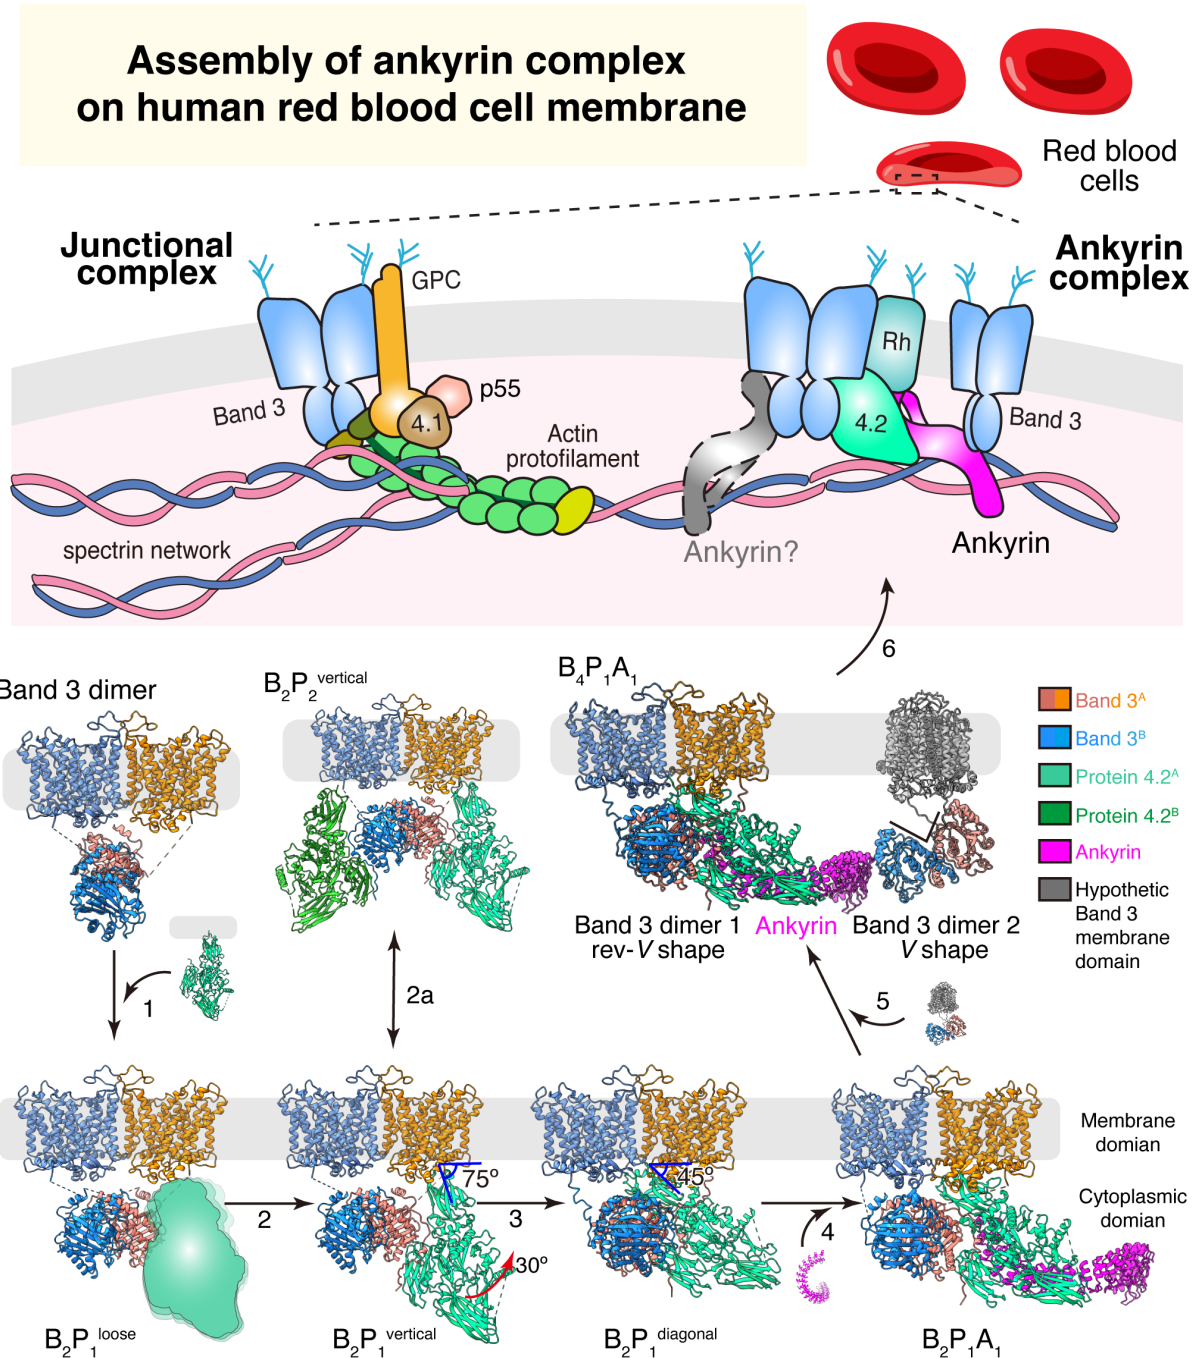 Assembly of ankyrin complex
on human red blood cell membrane
Red blood
cells
Junctional
complex
Ankyrin
complex
GPC
Rh
p55
Band 3
4.1
4.2
Band 3
Actin
protofilament
spectrin network
Ankyrin?
Ankyrin
6
Band 3 dimer
B2P2vertical
B4P1A1
Band 3A
Band 3B
Protein 4.2A
Protein 4.2B
Ankyrin
Hypothetic
Band 3
membrane
domain
Band 3 dimer 1
rev-V shape
Ankyrin
Band 3 dimer 2
V shape
1
2a
5
75º
45º
Membrane
domian
Cytoplasmic
domian
2
3
4
30º
B2P1loose
B2P1vertical
B2P1diagonal
B2P1A1